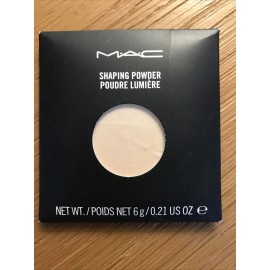 MAC
SHAPING POWDER
POUDRE LUMIÈRE
NET WT. / POIDS NET 6 g / 0.21 US OZ ℮